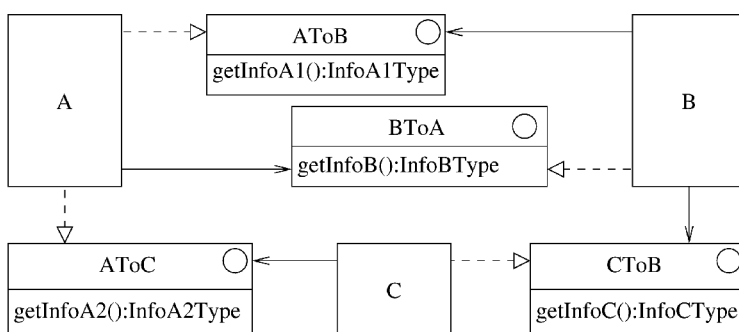 AToB
getInfoA1():InfoA1Type
A
B
BToA
getInfoB():InfoBType
AToC
getInfoA2():InfoA2Type
C
CToB
getInfoC():InfoCType